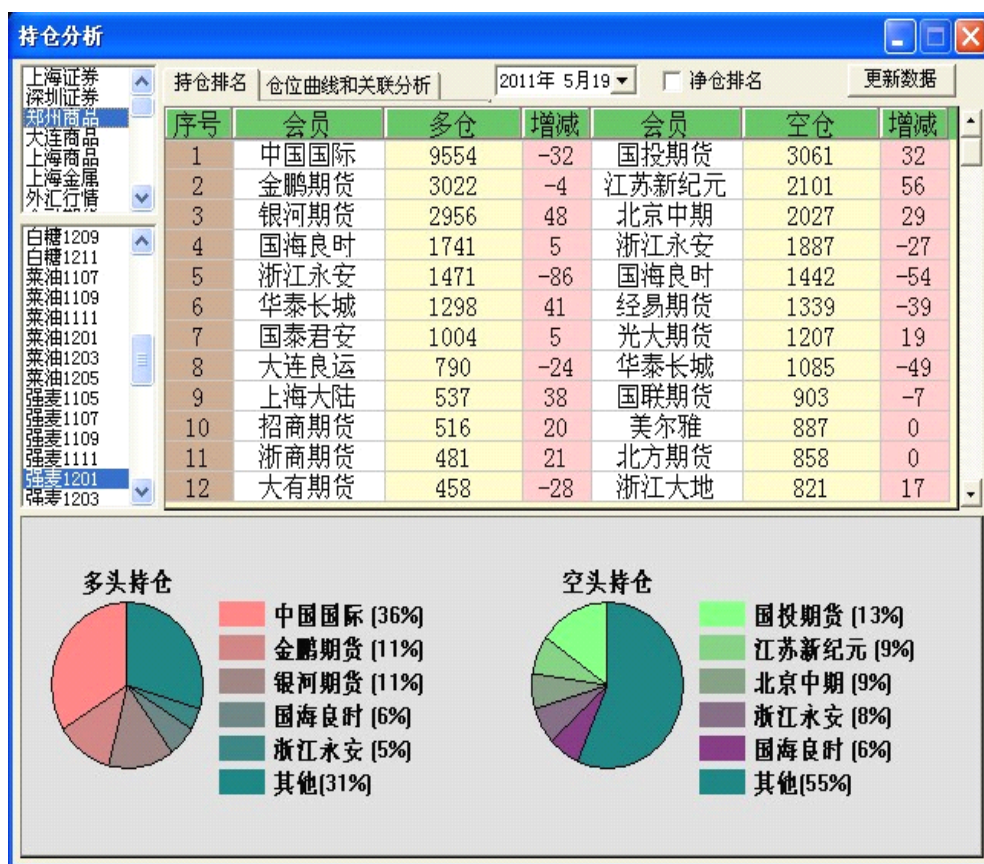 持仓分析
上海证券
深圳证券
郑州商品
大连商品
上海商品
上海金属
外汇行情
白糖1209
白糖1211
菜油1107
菜油1109
菜油1111
菜油1201
菜油1203
菜油1205
强麦1105
强麦1107
强麦1109
强麦1111
强麦1201
强麦1203
持仓排名 仓位曲线和关联分析 2011年 5月19 净仓排名 更新数据
序号 会员 多仓 增减 会员 空仓 增减
1 中国国际 9554 -32 国投期货 3061 32
2 金鹏期货 3022 -4 江苏新纪元 2101 56
3 银河期货 2956 48 北京中期 2027 29
4 国海良时 1741 5 浙江永安 1887 -27
5 浙江永安 1471 -86 国海良时 1442 -54
6 华泰长城 1298 41 经易期货 1339 -39
7 国泰君安 1004 5 光大期货 1207 19
8 大连良运 790 -24 华泰长城 1085 -49
9 上海大陆 537 38 国联期货 903 -7
10 招商期货 516 20 美尔雅 887 0
11 浙商期货 481 21 北方期货 858 0
12 大有期货 458 -28 浙江大地 821 17
多头持仓
中国国际 (36%)
金鹏期货 (11%)
银河期货 (11%)
国海良时 (6%)
浙江永安 (5%)
其他(31%)
空头持仓
国投期货 (13%)
江苏新纪元 (9%)
北京中期 (9%)
浙江永安 (8%)
国海良时 (6%)
其他(55%)